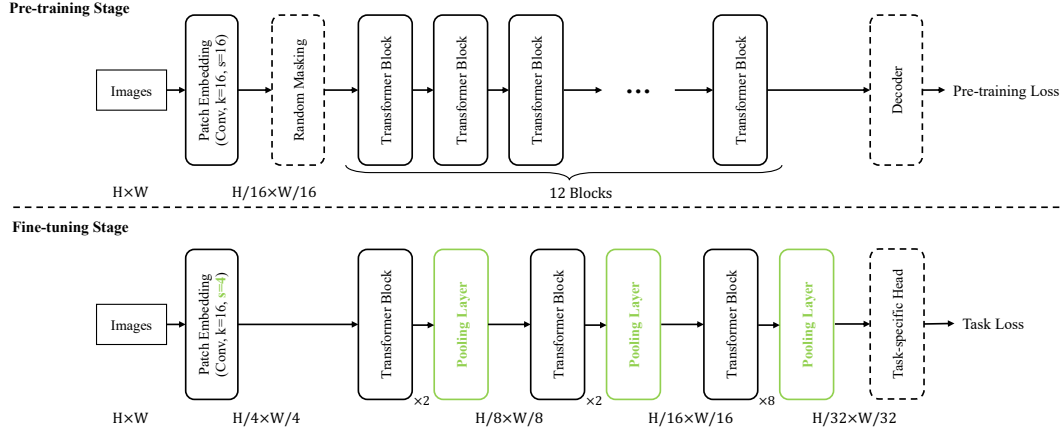 Pre-training Stage
Images
Patch Embedding
(Conv, k=16, s=16)
Random Masking
Transformer Block
Transformer Block
Transformer Block
...
Transformer Block
Decoder
Pre-training Loss
H×W
H/16×W/16
12 Blocks
Fine-tuning Stage
Images
Patch Embedding
(Conv, k=16, s=4)
Transformer Block
×2
Pooling Layer
Transformer Block
×2
Pooling Layer
Transformer Block
×8
Pooling Layer
Task-specific Head
Task Loss
H×W
H/4×W/4
H/8×W/8
H/16×W/16
H/32×W/32